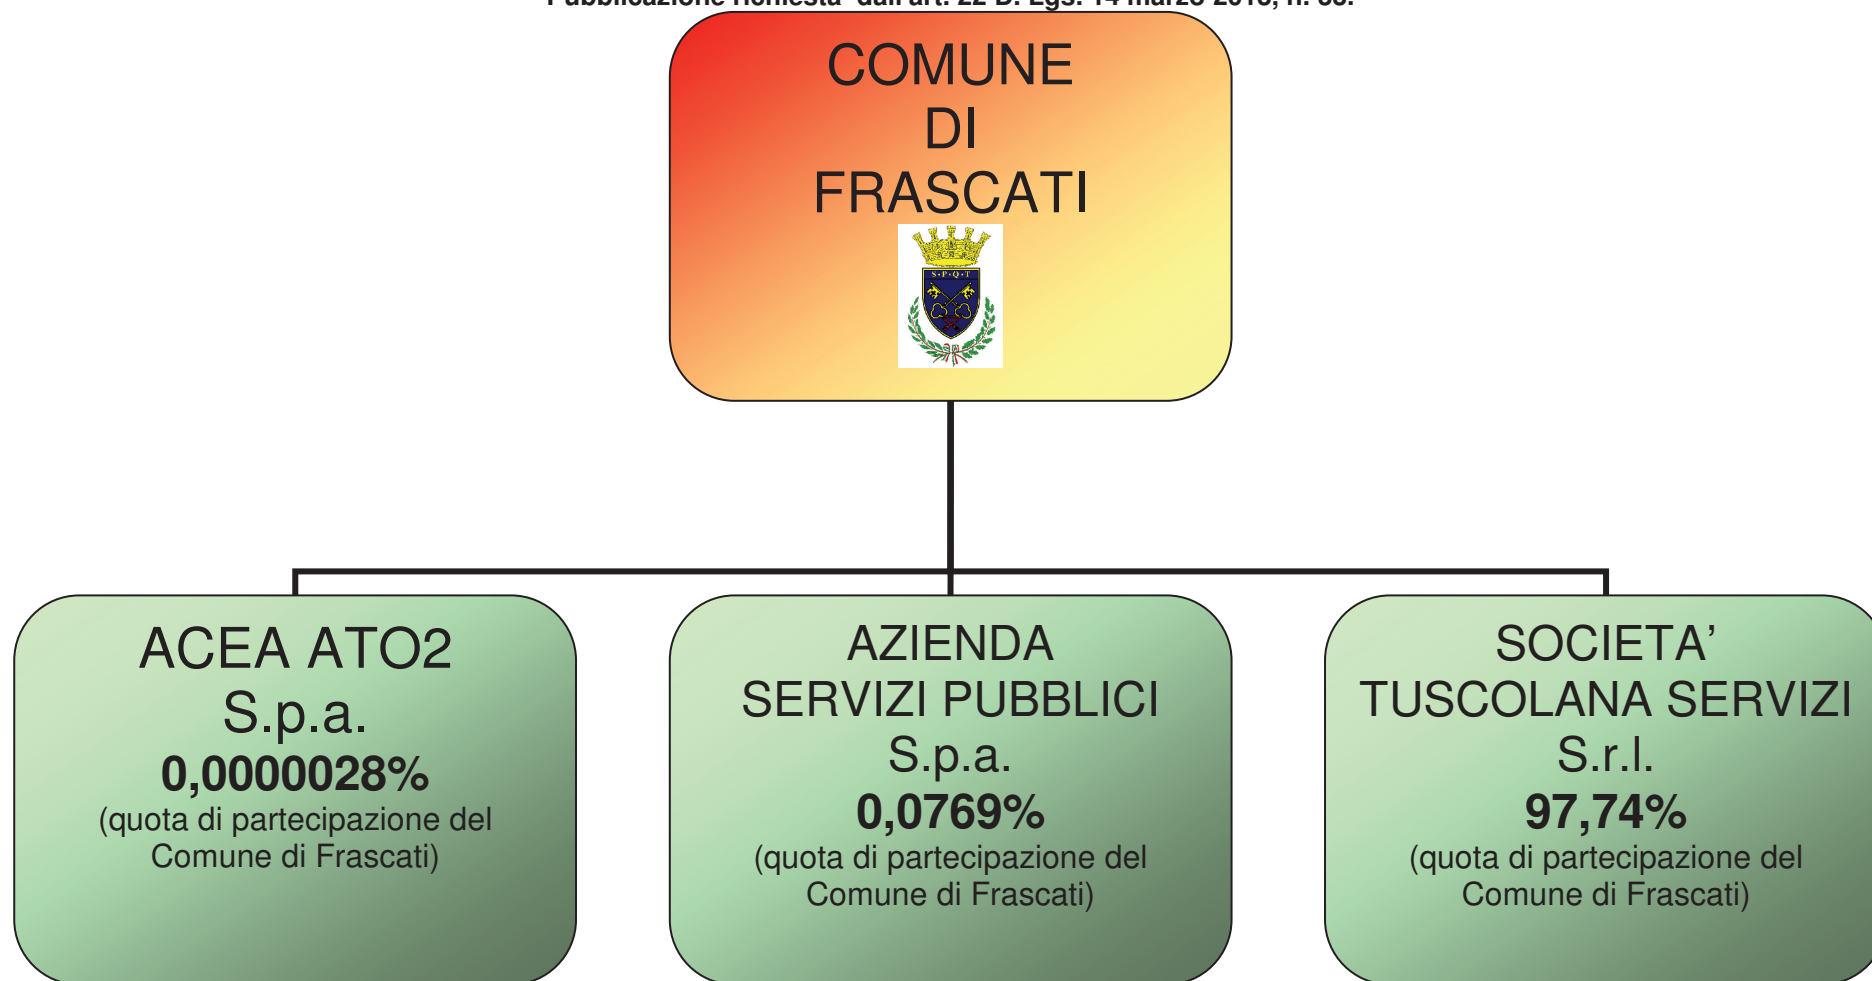 COMUNE
DI
FRASCATI
S·P·Q·T
ACEA ATO2
S.p.a.
0,0000028%
(quota di partecipazione del
Comune di Frascati)
AZIENDA
SERVIZI PUBBLICI
S.p.a.
0,0769%
(quota di partecipazione del
Comune di Frascati)
SOCIETA’
TUSCOLANA SERVIZI
S.r.l.
97,74%
(quota di partecipazione del
Comune di Frascati)